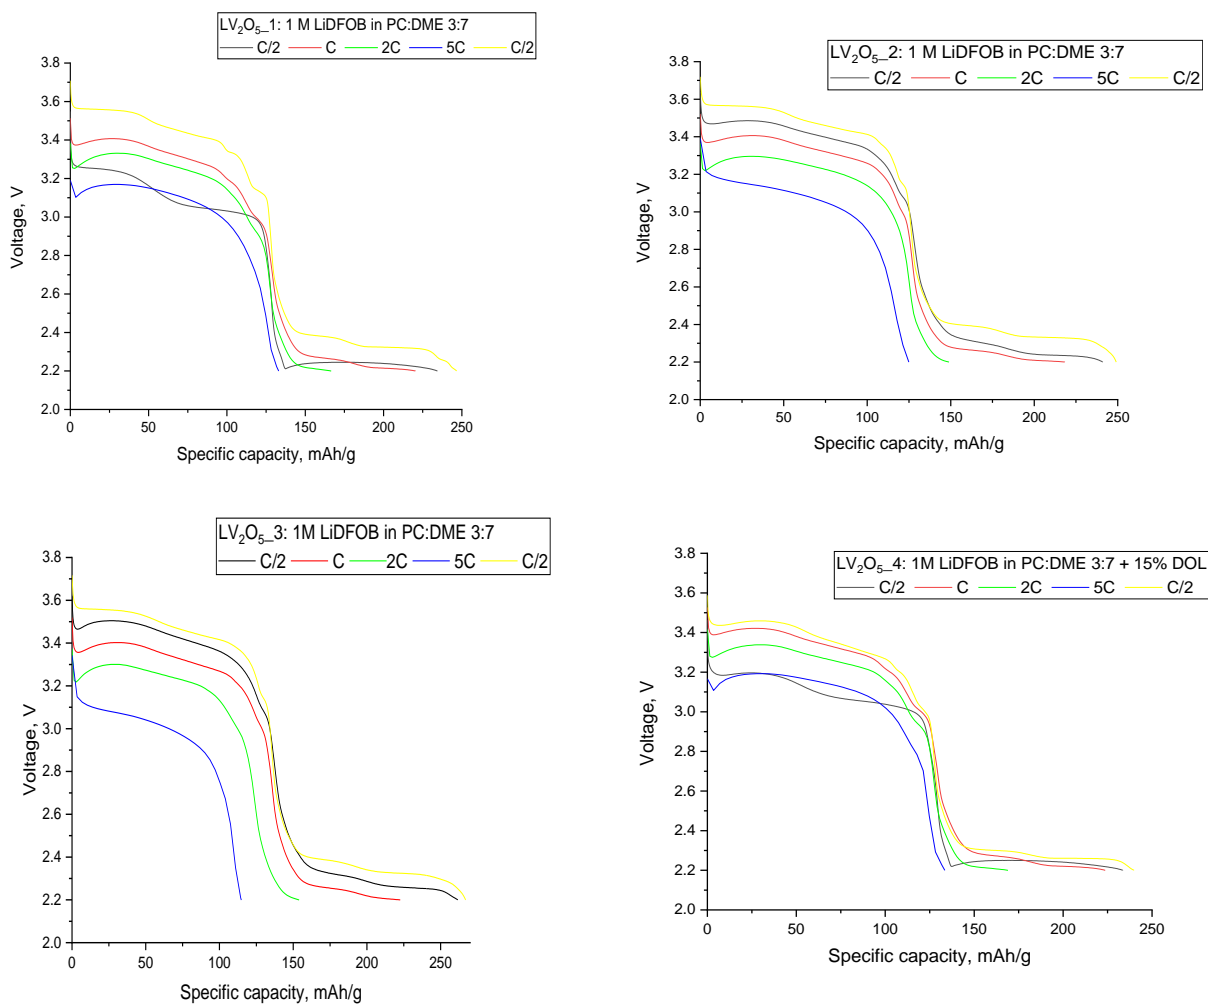 LV₂O₅_1: 1 M LiDFOB in PC:DME 3:7
C/2 C 2C 5C C/2
3.8
3.6
3.4
3.2
3.0
2.8
2.6
2.4
2.2
2.0
Voltage, V
0 50 100 150 200 250
Specific capacity, mAh/g
LV₂O₅_2: 1 M LiDFOB in PC:DME 3:7
C/2 C 2C 5C C/2
3.8
3.6
3.4
3.2
3.0
2.8
2.6
2.4
2.2
2.0
Voltage, V
0 50 100 150 200 250
Specific capacity, mAh/g
LV₂O₅_3: 1M LiDFOB in PC:DME 3:7
C/2 C 2C 5C C/2
3.8
3.6
3.4
3.2
3.0
2.8
2.6
2.4
2.2
2.0
Voltage, V
0 50 100 150 200 250
Specific capacity, mAh/g
LV₂O₅_4: 1M LiDFOB in PC:DME 3:7 + 15% DOL
C/2 C 2C 5C C/2
3.8
3.6
3.4
3.2
3.0
2.8
2.6
2.4
2.2
2.0
Voltage, V
0 50 100 150 200 250
Specific capacity, mAh/g